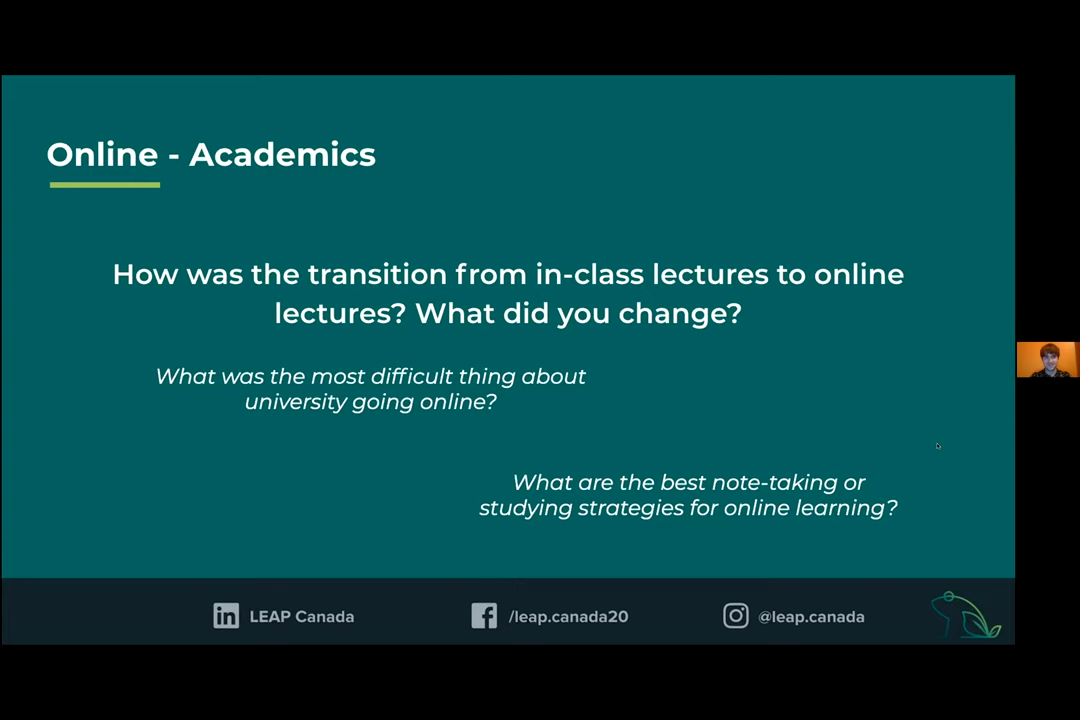 Online - Academics
How was the transition from in-class lectures to online
lectures? What did you change?
What was the most difficult thing about
university going online?
What are the best note-taking or
studying strategies for online learning?
in LEAP Canada
/leap.canada20
@leap.canada